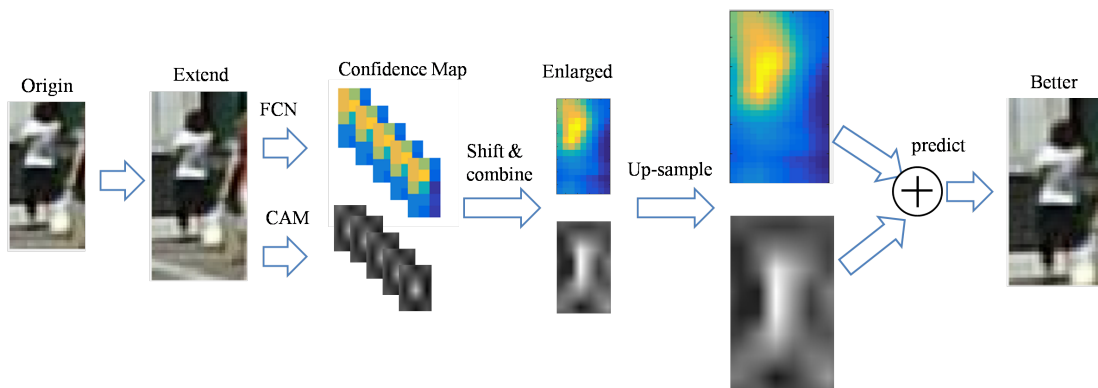 Origin
Extend
FCN
CAM
Confidence Map
Shift &
combine
Enlarged
Up-sample
predict
Better